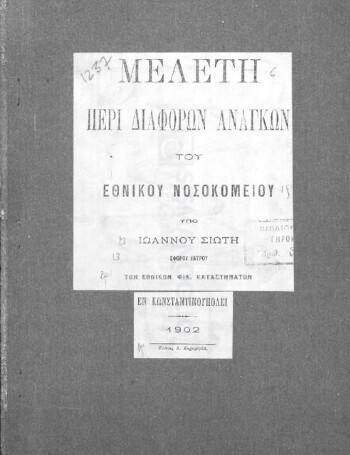 1237
ΜΕΛΕΤΗ
ΠΕΡΙ ΔΙΑΦΟΡΩΝ ΑΝΑΓΚΩΝ
ΤΟΥ
ΕΘΝΙΚΟΥ ΝΟΣΟΚΟΜΕΙΟΥ
ΥΠΟ
ΙΩΑΝΝΟΥ ΣΙΩΤΗ
ΕΦΟΡΟΥ ΙΑΤΡΟΥ
ΤΩΝ ΕΘΝΙΚΩΝ ΦΙΛ. ΚΑΤΑΣΤΗΜΑΤΩΝ
ΕΝ ΚΩΝΣΤΑΝΤΙΝΟΥΠΟΛΕΙ
1902